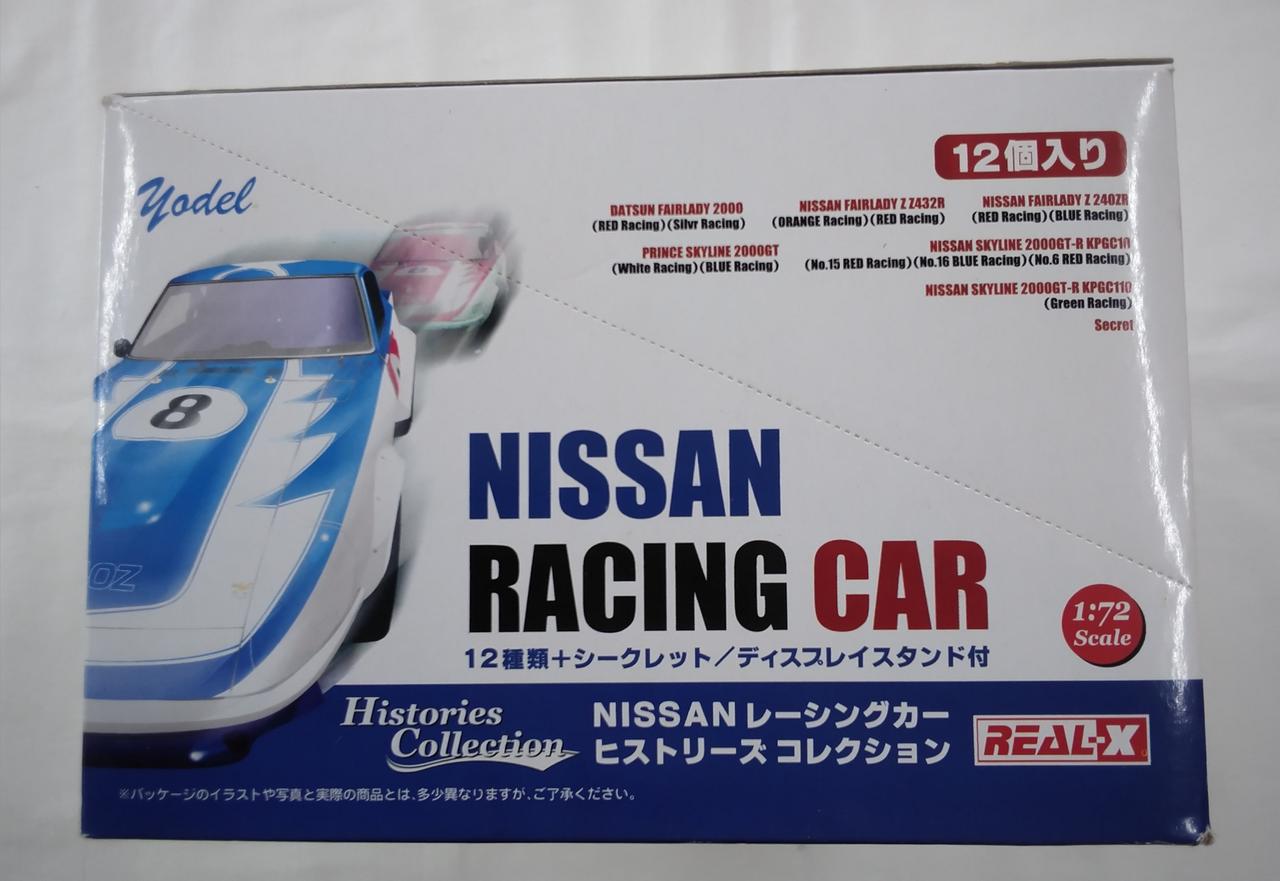 12個入り
Yodel
DATSUN FAIRLADY 2000
(RED Racing)(Silvr Racing)
NISSAN FAIRLADY Z Z432R
(ORANGE Racing)(RED Racing)
NISSAN FAIRLADY Z 240ZR
(RED Racing)(BLUE Racing)
PRINCE SKYLINE 2000GT
(White Racing)(BLUE Racing)
NISSAN SKYLINE 2000GT-R KPGC10
(No.15 RED Racing)(No.16 BLUE Racing)(No.6 RED Racing)
NISSAN SKYLINE 2000GT-R KPGC110
(Green Racing)
Secret
8
OZ
NISSAN
RACING CAR
12種類+シークレット/ディスプレイスタンド付
1:72
Scale
Histories
Collection
NISSANレーシングカー
ヒストリーズ コレクション
REAL-X
※パッケージのイラストや写真と実際の商品とは、多少異なりますが、ご了承ください。